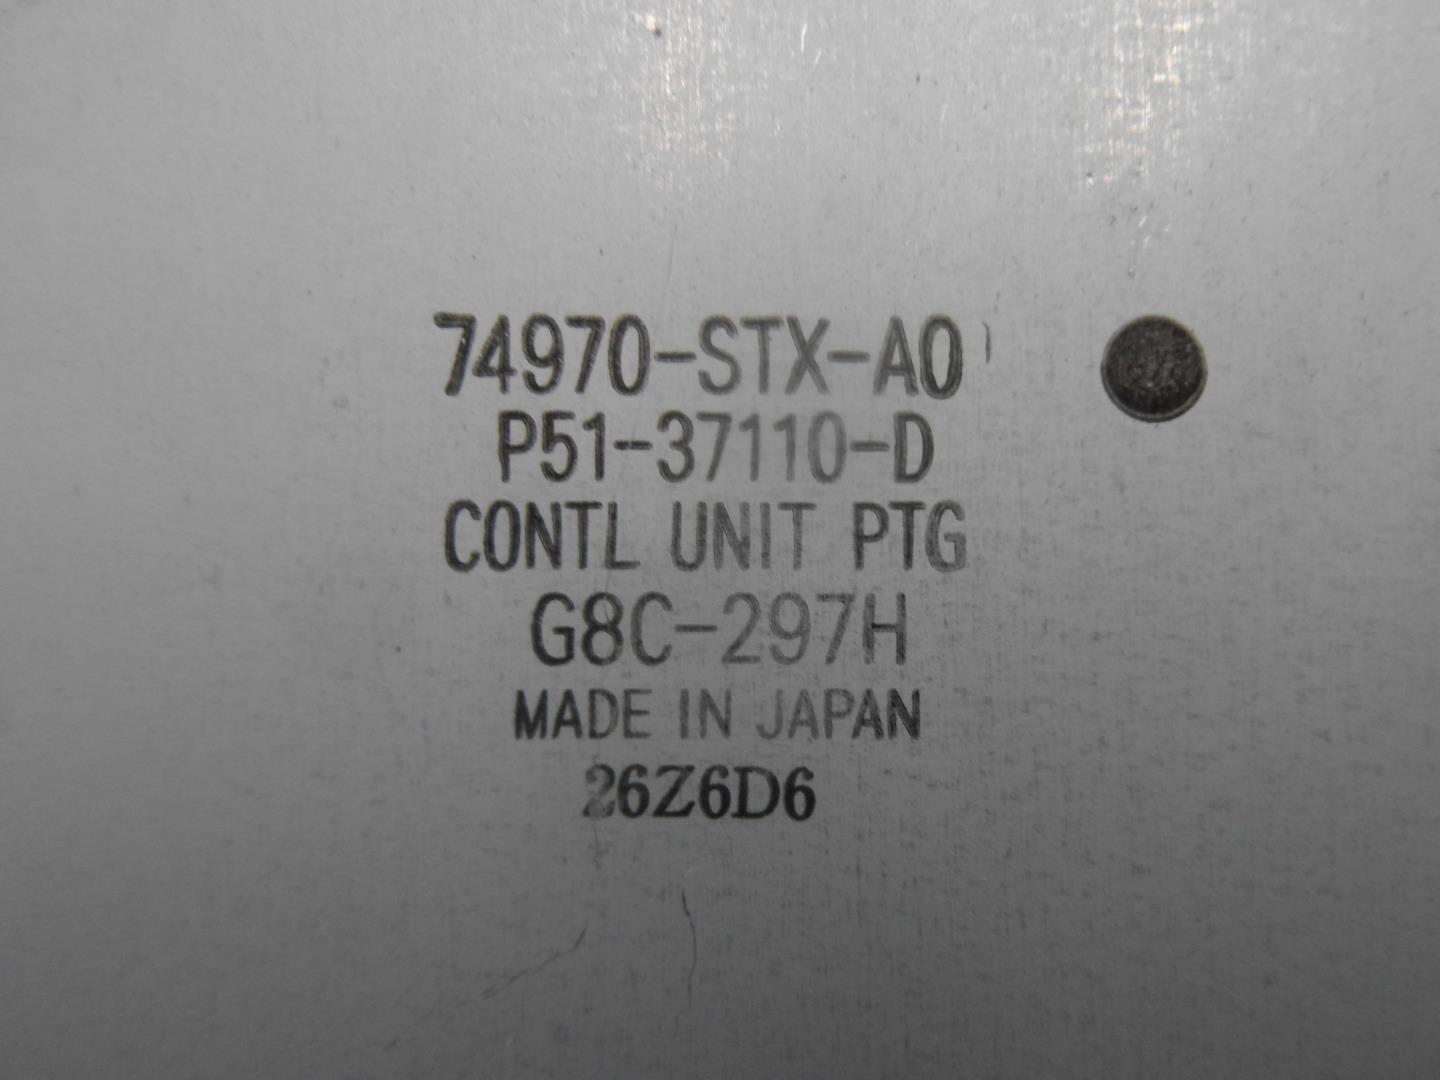 74970-STX-A0
P51-37110-D
CONTL UNIT PTG
G8C-297H
MADE IN JAPAN
26Z6D6